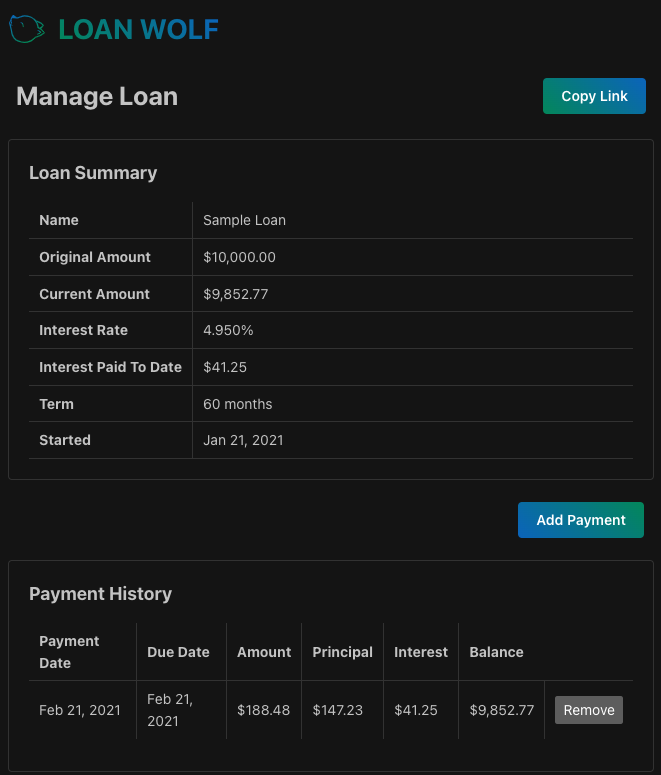 LOAN WOLF
Manage Loan
Copy Link
Loan Summary
Name Sample Loan
Original Amount $10,000.00
Current Amount $9,852.77
Interest Rate 4.950%
Interest Paid To Date $41.25
Term 60 months
Started Jan 21, 2021
Add Payment
Payment History
Payment
Date Due Date Amount Principal Interest Balance
Feb 21, 2021 Feb 21,
2021 $188.48 $147.23 $41.25 $9,852.77 Remove